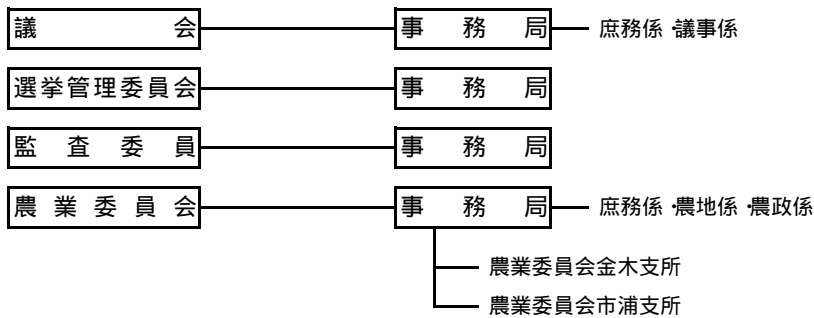 議会 事務局 庶務係・議事係
選挙管理委員会 事務局
監査委員 事務局
農業委員会 事務局 庶務係・農地係・農政係
農業委員会金木支所
農業委員会市浦支所